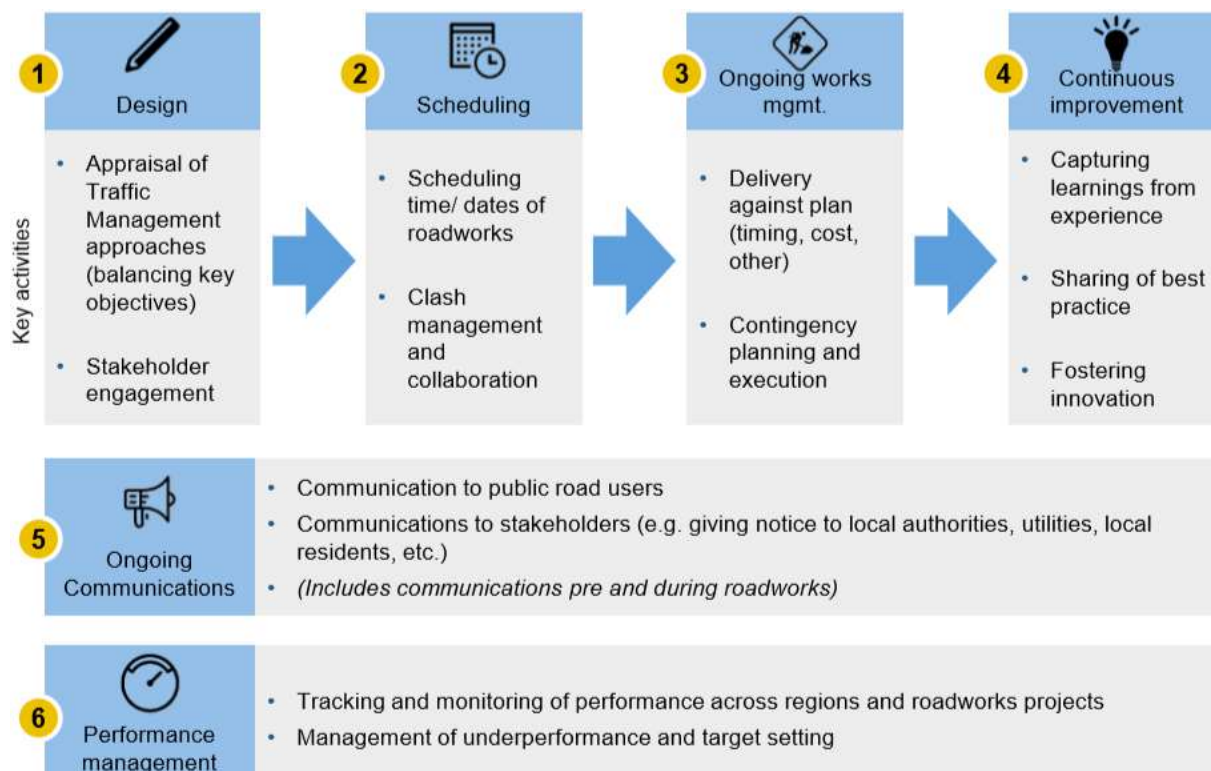 Key activities
1
Design
• Appraisal of
Traffic
Management
approaches
(balancing key
objectives)
• Stakeholder
engagement
2
Scheduling
• Scheduling
time/ dates of
roadworks
• Clash
management
and
collaboration
3
Ongoing works
mgmt.
• Delivery
against plan
(timing, cost,
other)
• Contingency
planning and
execution
4
Continuous
improvement
• Capturing
learnings from
experience
• Sharing of best
practice
• Fostering
innovation
5
Ongoing
Communications
• Communication to public road users
• Communications to stakeholders (e.g. giving notice to local authorities, utilities, local
residents, etc.)
• (Includes communications pre and during roadworks)
6
Performance
management
• Tracking and monitoring of performance across regions and roadworks projects
• Management of underperformance and target setting